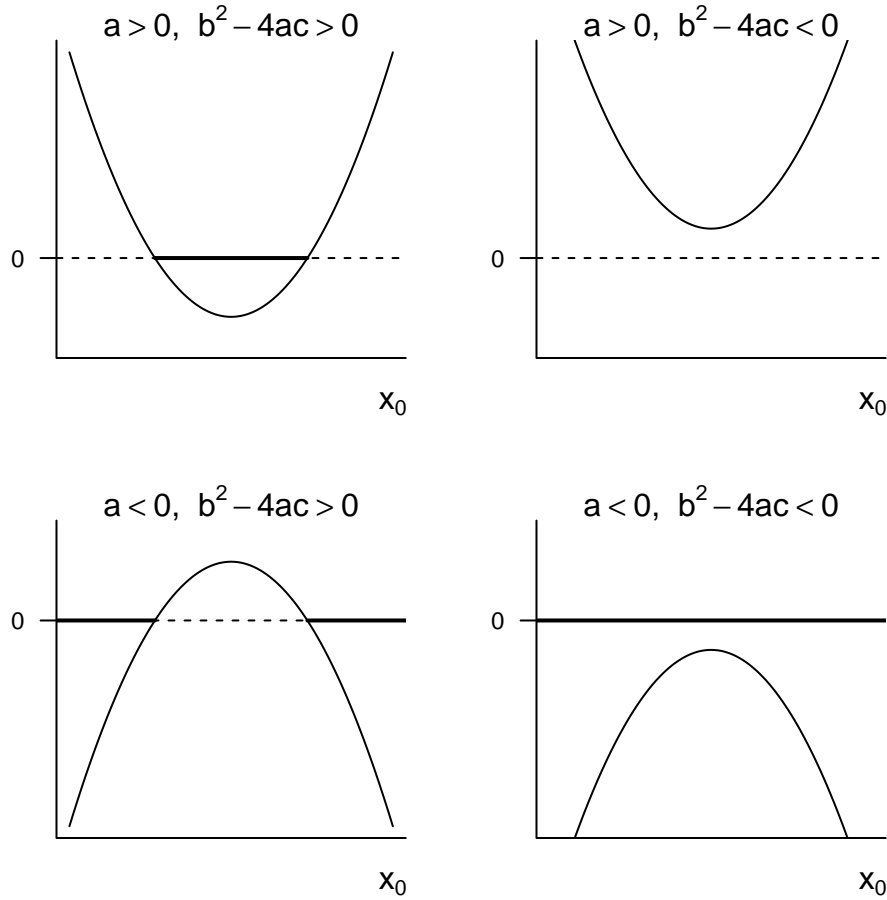 a > 0, b² − 4ac > 0
a > 0, b² − 4ac < 0
0
0
x₀
x₀
a < 0, b² − 4ac > 0
a < 0, b² − 4ac < 0
0
0
x₀
x₀